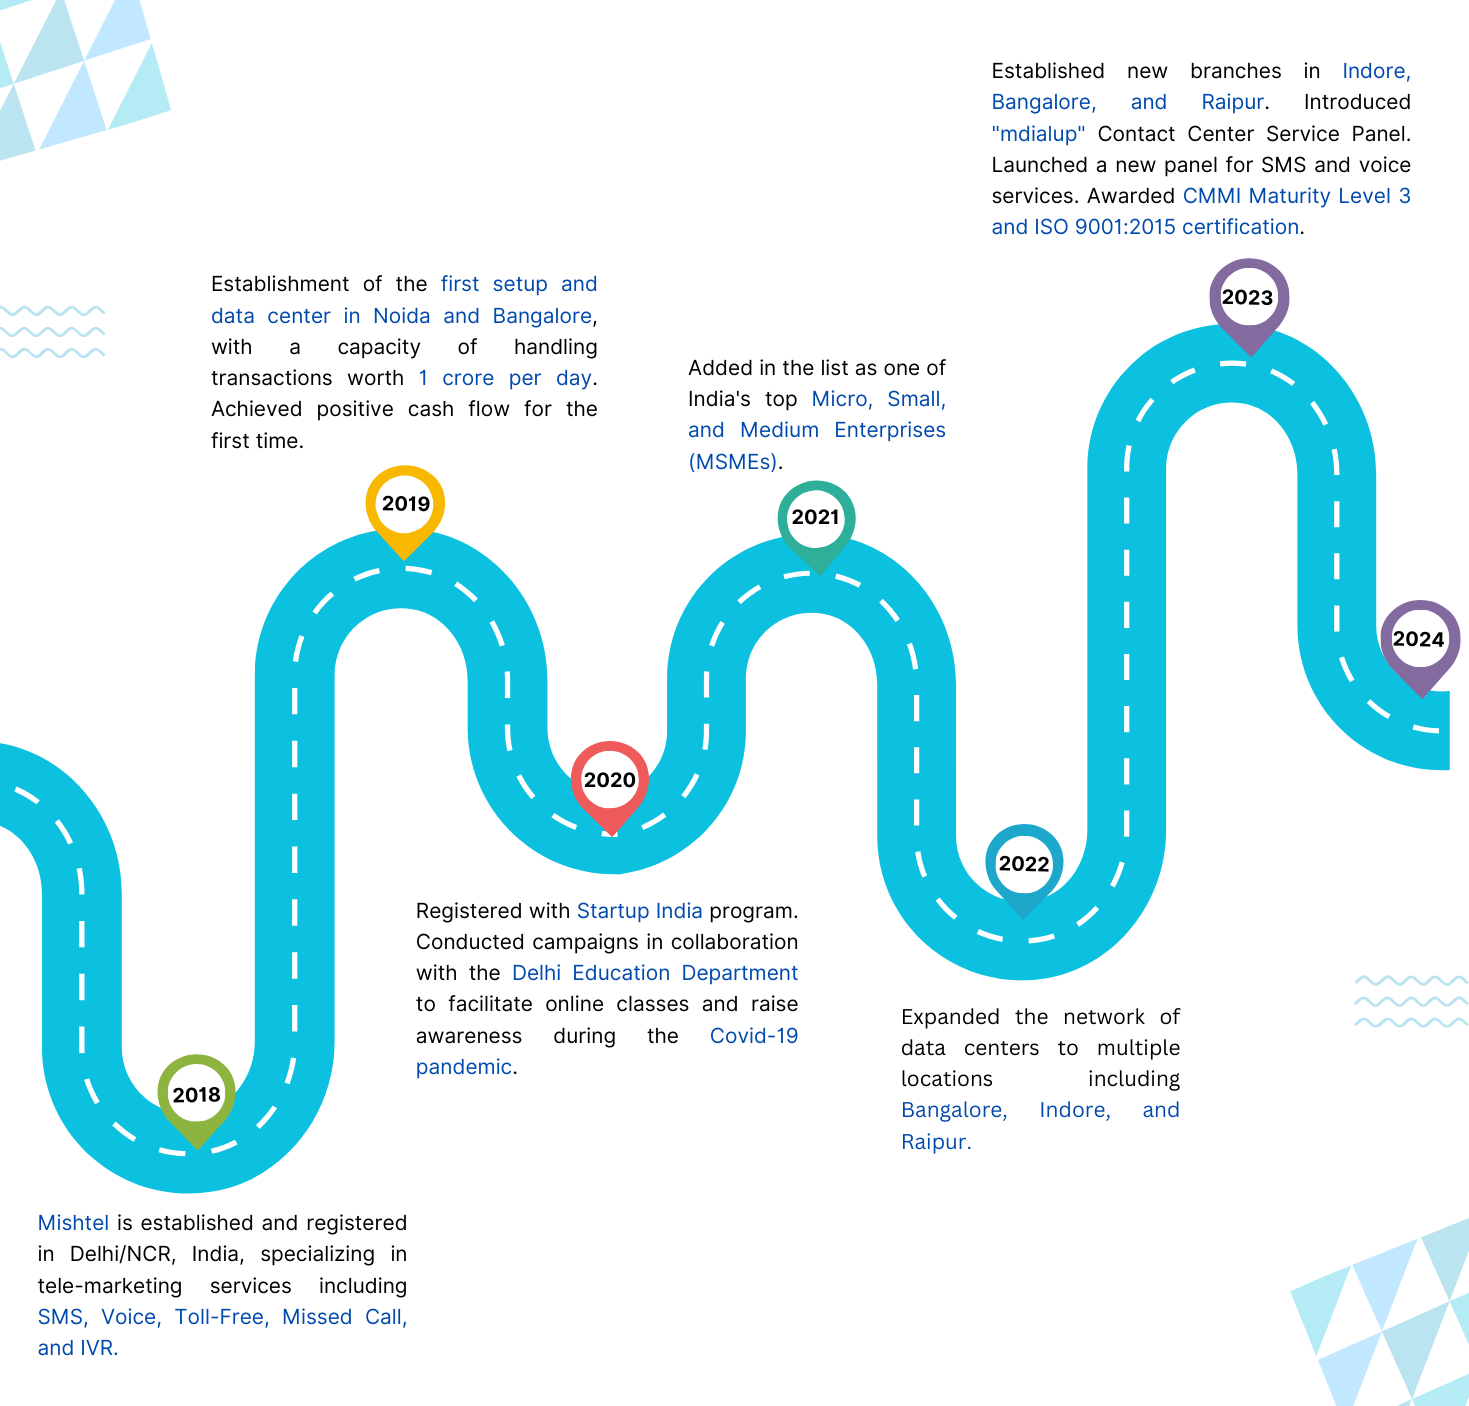 Established new branches in Indore,
Bangalore, and Raipur. Introduced
"mdialup" Contact Center Service Panel.
Launched a new panel for SMS and voice
services. Awarded CMMI Maturity Level 3
and ISO 9001:2015 certification.
2023
Establishment of the first setup and
data center in Noida and Bangalore,
with a capacity of handling
transactions worth 1 crore per day.
Achieved positive cash flow for the
first time.
2019
Added in the list as one of
India's top Micro, Small,
and Medium Enterprises
(MSMEs).
2021
2024
2020
2022
Registered with Startup India program.
Conducted campaigns in collaboration
with the Delhi Education Department
to facilitate online classes and raise
awareness during the Covid-19
pandemic.
Expanded the network of
data centers to multiple
locations including
Bangalore, Indore, and
Raipur.
2018
Mishtel is established and registered
in Delhi/NCR, India, specializing in
tele-marketing services including
SMS, Voice, Toll-Free, Missed Call,
and IVR.